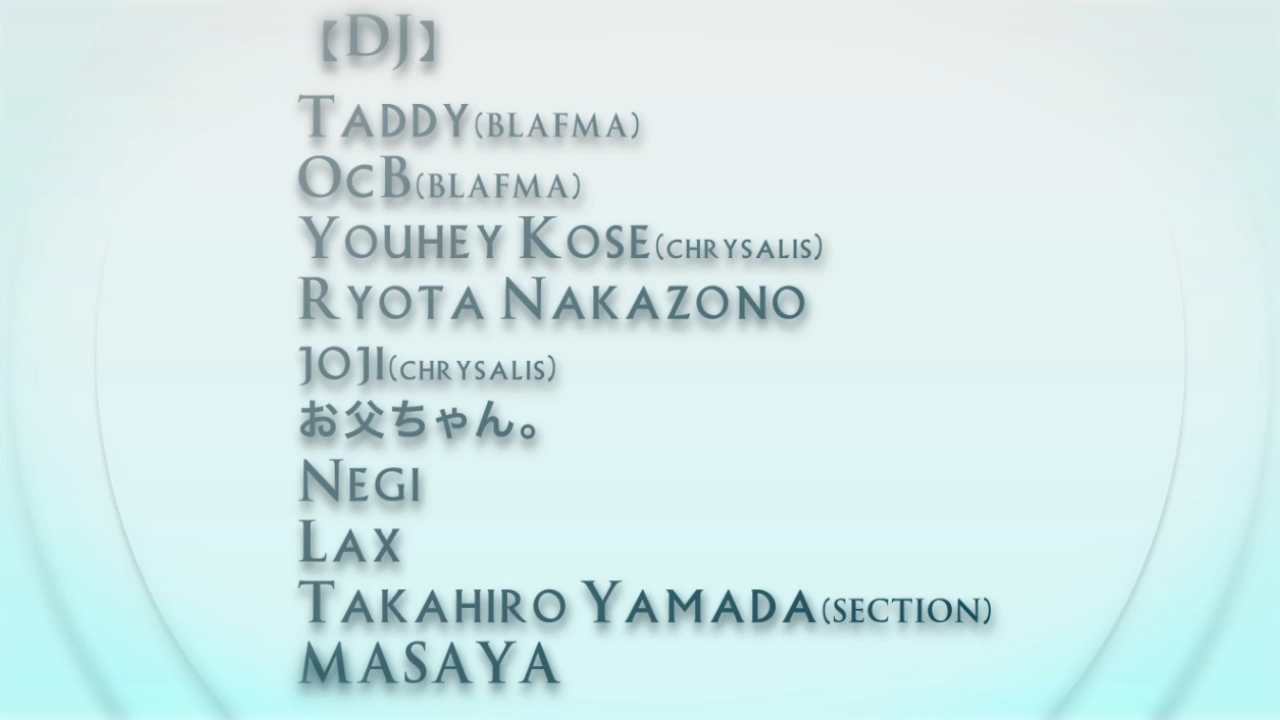 【DJ】
TADDY(BLAFMA)
OCB(BLAFMA)
YOUHEY KOSE(CHRYSALIS)
RYOTA NAKAZONO
JOJI(CHRYSALIS)
お父ちゃん。
NEGI
LAX
TAKAHIRO YAMADA(SECTION)
MASAYA